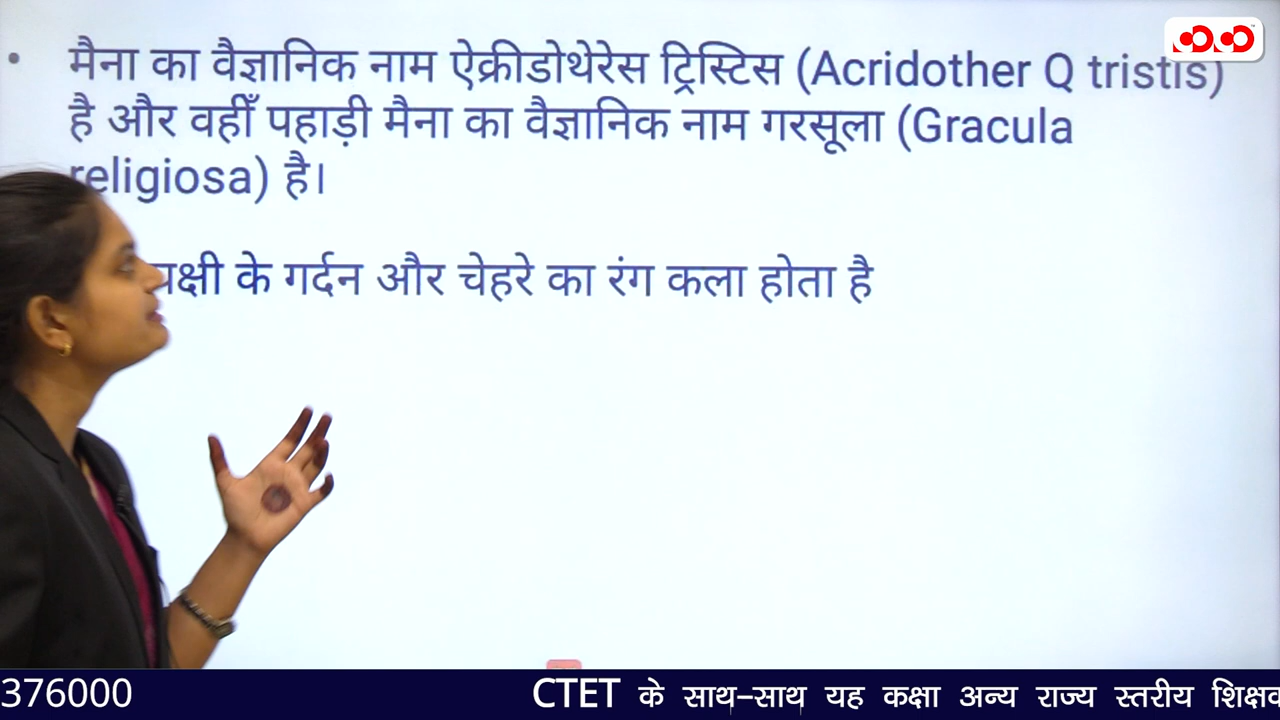 • मैना का वैज्ञानिक नाम ऐक्रीडोथेरेस ट्रिस्टिस (Acridother Q tristis)
है और वहीँ पहाड़ी मैना का वैज्ञानिक नाम गरसूला (Gracula
religiosa) है।
पक्षी के गर्दन और चेहरे का रंग कला होता है
376000 CTET के साथ-साथ यह कक्षा अन्य राज्य स्तरीय